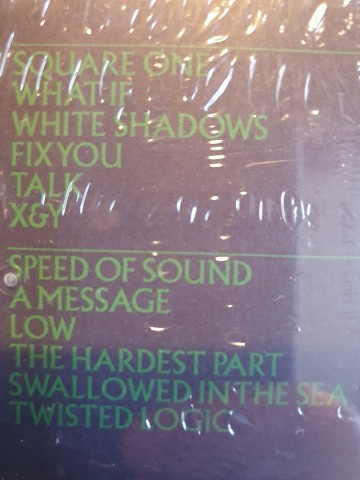 SQUARE ONE
WHAT IF
WHITE SHADOWS
FIX YOU
TALK
X&Y
SPEED OF SOUND
A MESSAGE
LOW
THE HARDEST PART
SWALLOWED IN THE SEA
TWISTED LOGIC